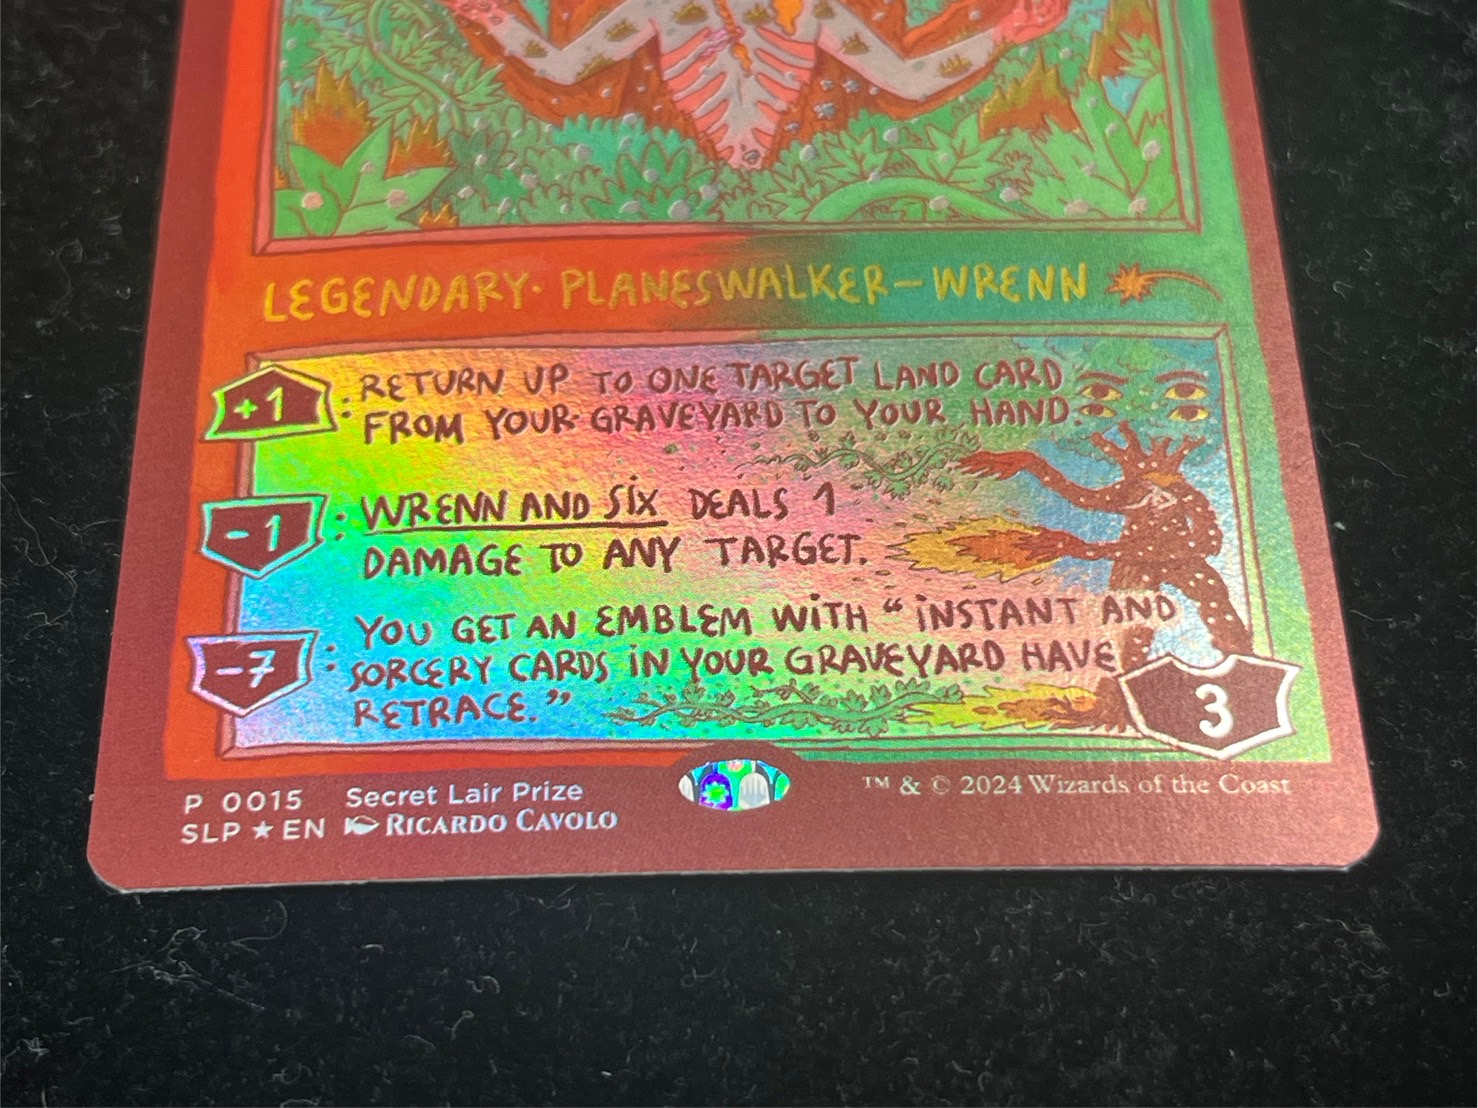 LEGENDARY · PLANESWALKER — WRENN
+1 : RETURN UP TO ONE TARGET LAND CARD
FROM YOUR GRAVEYARD TO YOUR HAND.
-1 : WRENN AND SIX DEALS 1
DAMAGE TO ANY TARGET.
-7 : YOU GET AN EMBLEM WITH “INSTANT AND
SORCERY CARDS IN YOUR GRAVEYARD HAVE
RETRACE.”
3
P 0015 Secret Lair Prize
SLP ★ EN RICARDO CAVOLO
™ & © 2024 Wizards of the Coast